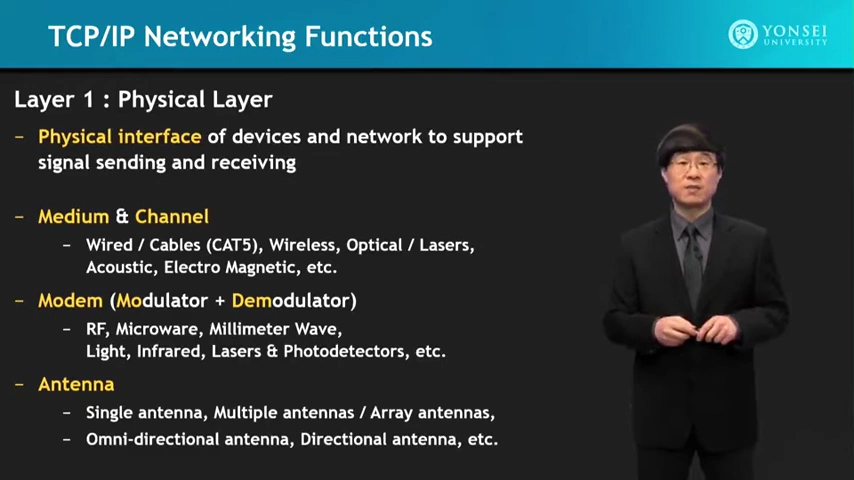 TCP/IP Networking Functions
YONSEI
UNIVERSITY
Layer 1 : Physical Layer
– Physical interface of devices and network to support
signal sending and receiving
– Medium & Channel
– Wired / Cables (CAT5), Wireless, Optical / Lasers,
Acoustic, Electro Magnetic, etc.
– Modem (Modulator + Demodulator)
– RF, Microware, Millimeter Wave,
Light, Infrared, Lasers & Photodetectors, etc.
– Antenna
– Single antenna, Multiple antennas / Array antennas,
– Omni-directional antenna, Directional antenna, etc.